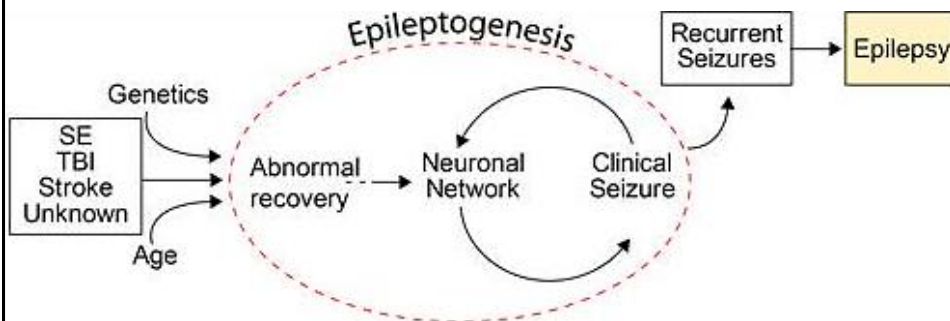 Epileptogenesis
Recurrent
Seizures
Epilepsy
Genetics
SE
TBI
Stroke
Unknown
Age
Abnormal
recovery
Neuronal
Network
Clinical
Seizure